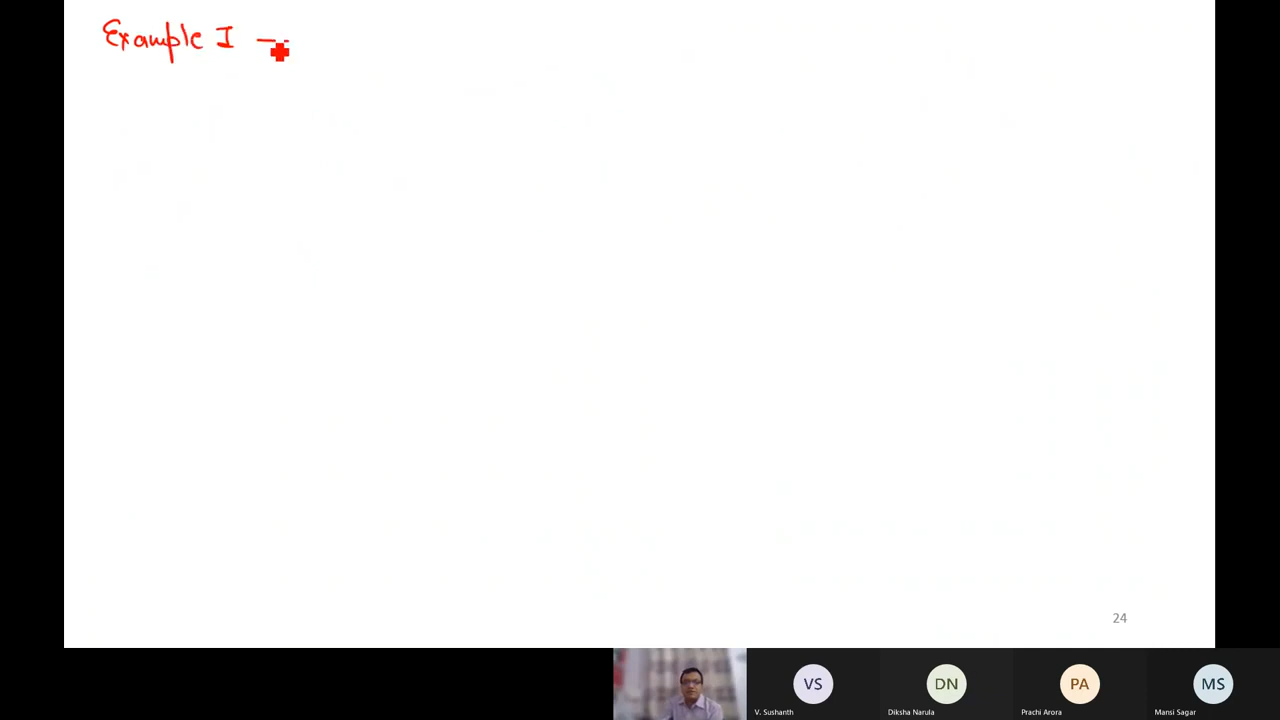 Example I -
24
VS
DN
PA
MS
V. Sushanth
Diksha Narula
Prachi Arora
Mansi Sagar